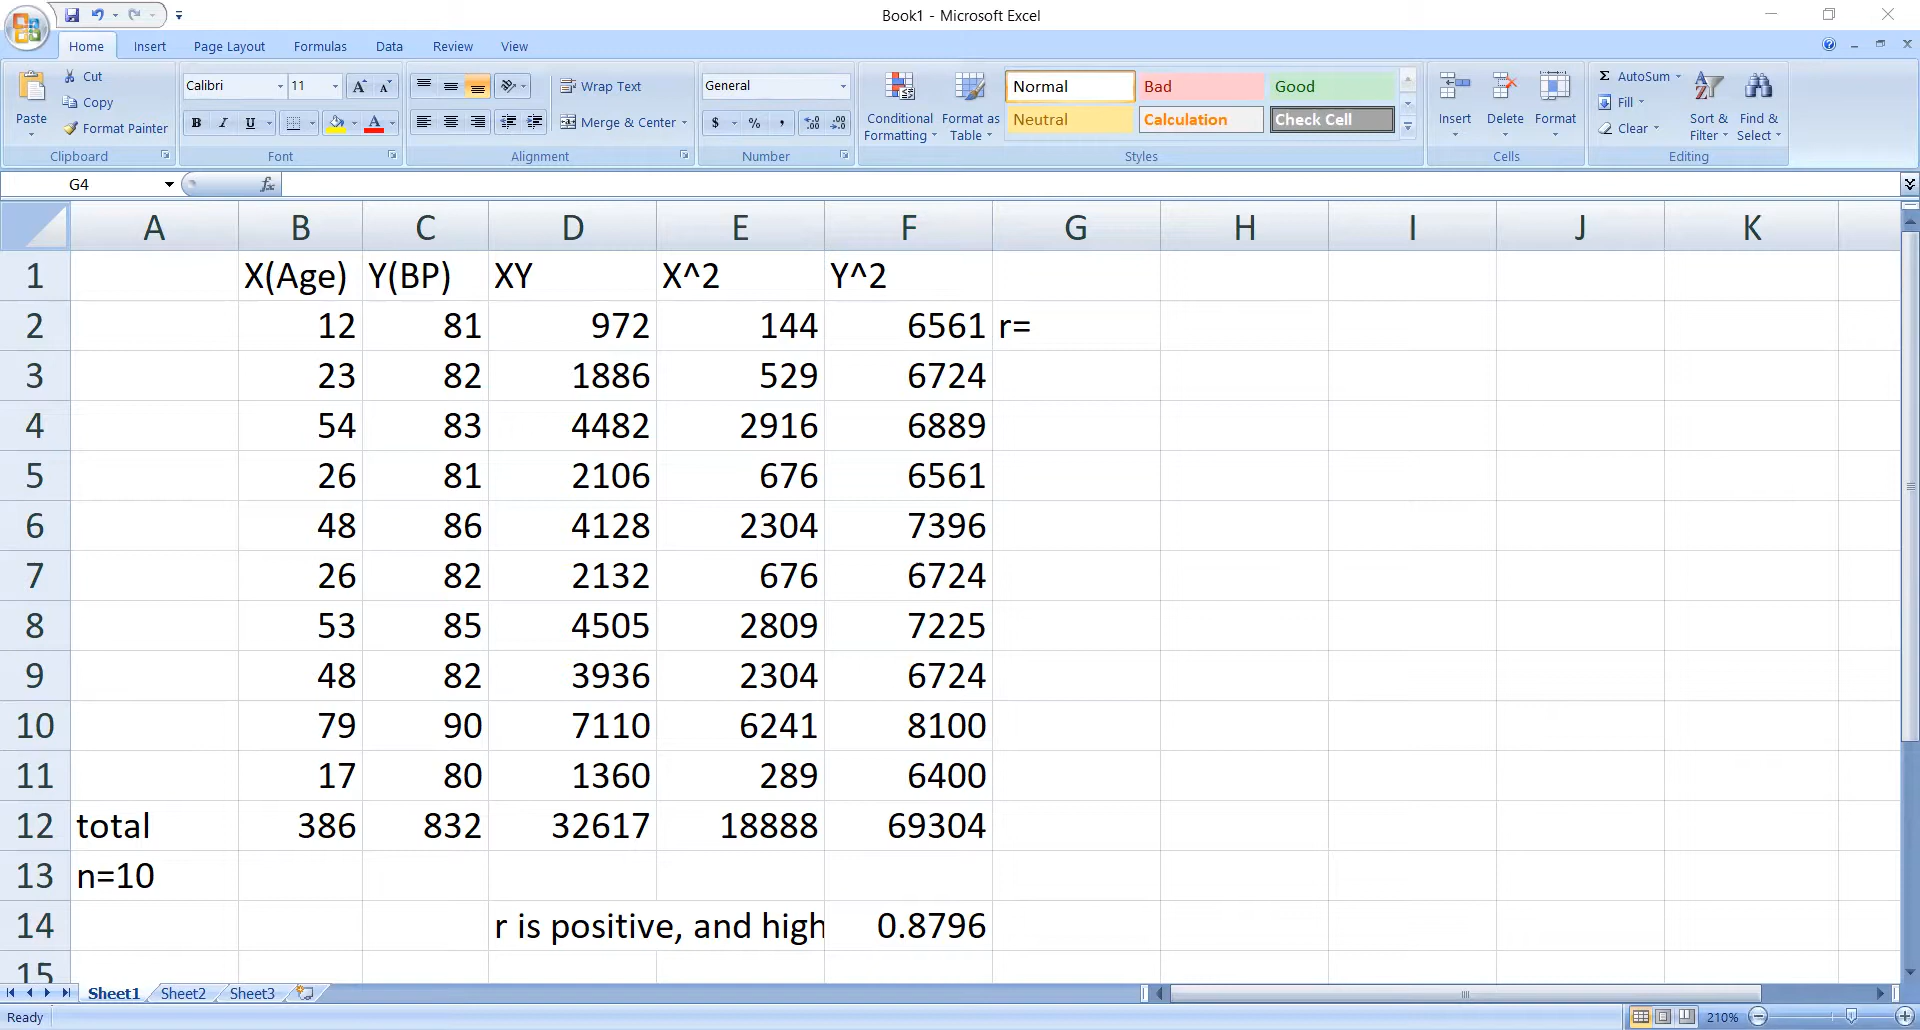 Book1 - Microsoft Excel
Home Insert Page Layout Formulas Data Review View
Cut
Copy
Paste
Format Painter
Clipboard
Calibri 11
B I U
Font
Wrap Text
Merge & Center
Alignment
General
$ % , .00 .0
Number
Conditional Formatting
Format as Table
Normal Bad Good
Neutral Calculation Check Cell
Styles
Insert Delete Format
Cells
Σ AutoSum
Fill
Clear
Sort & Filter
Find & Select
Editing
G4 fx
A B C D E F G H I J K
1 X(Age) Y(BP) XY X^2 Y^2
2 12 81 972 144 6561 r=
3 23 82 1886 529 6724
4 54 83 4482 2916 6889
5 26 81 2106 676 6561
6 48 86 4128 2304 7396
7 26 82 2132 676 6724
8 53 85 4505 2809 7225
9 48 82 3936 2304 6724
10 79 90 7110 6241 8100
11 17 80 1360 289 6400
12 total 386 832 32617 18888 69304
13 n=10
14 r is positive, and high 0.8796
15
Sheet1 Sheet2 Sheet3
Ready 210%